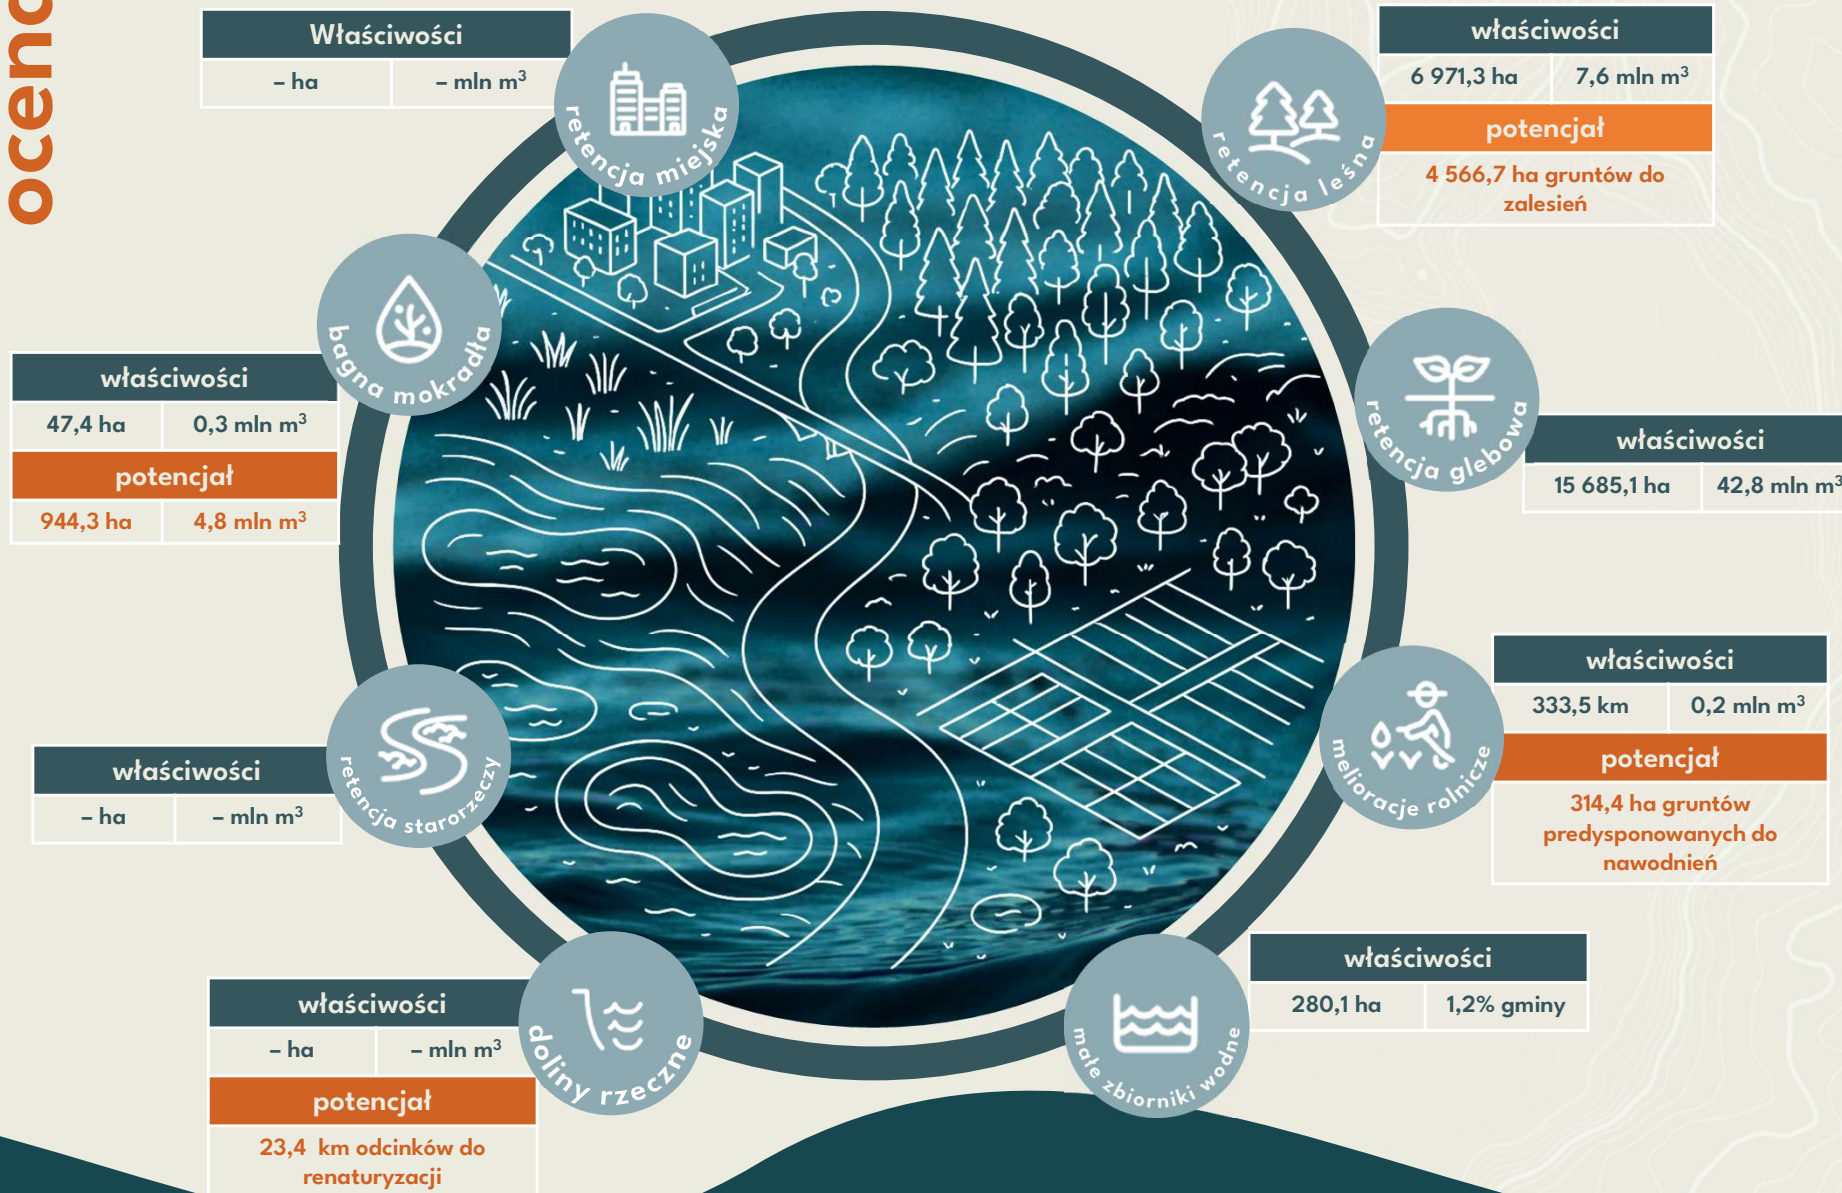 ocena
Właściwości
– ha – mln m³
retencja miejska
właściwości
6 971,3 ha 7,6 mln m³
potencjał
4 566,7 ha gruntów do
zalesień
retencja leśna
bagna mokradła
właściwości
47,4 ha 0,3 mln m³
potencjał
944,3 ha 4,8 mln m³
retencja glebowa
właściwości
15 685,1 ha 42,8 mln m³
właściwości
333,5 km 0,2 mln m³
potencjał
314,4 ha gruntów
predysponowanych do
nawodnień
melioracje rolnicze
retencja starorzeczy
właściwości
– ha – mln m³
właściwości
280,1 ha 1,2% gminy
małe zbiorniki wodne
właściwości
– ha – mln m³
potencjał
23,4 km odcinków do
renaturyzacji
doliny rzeczne